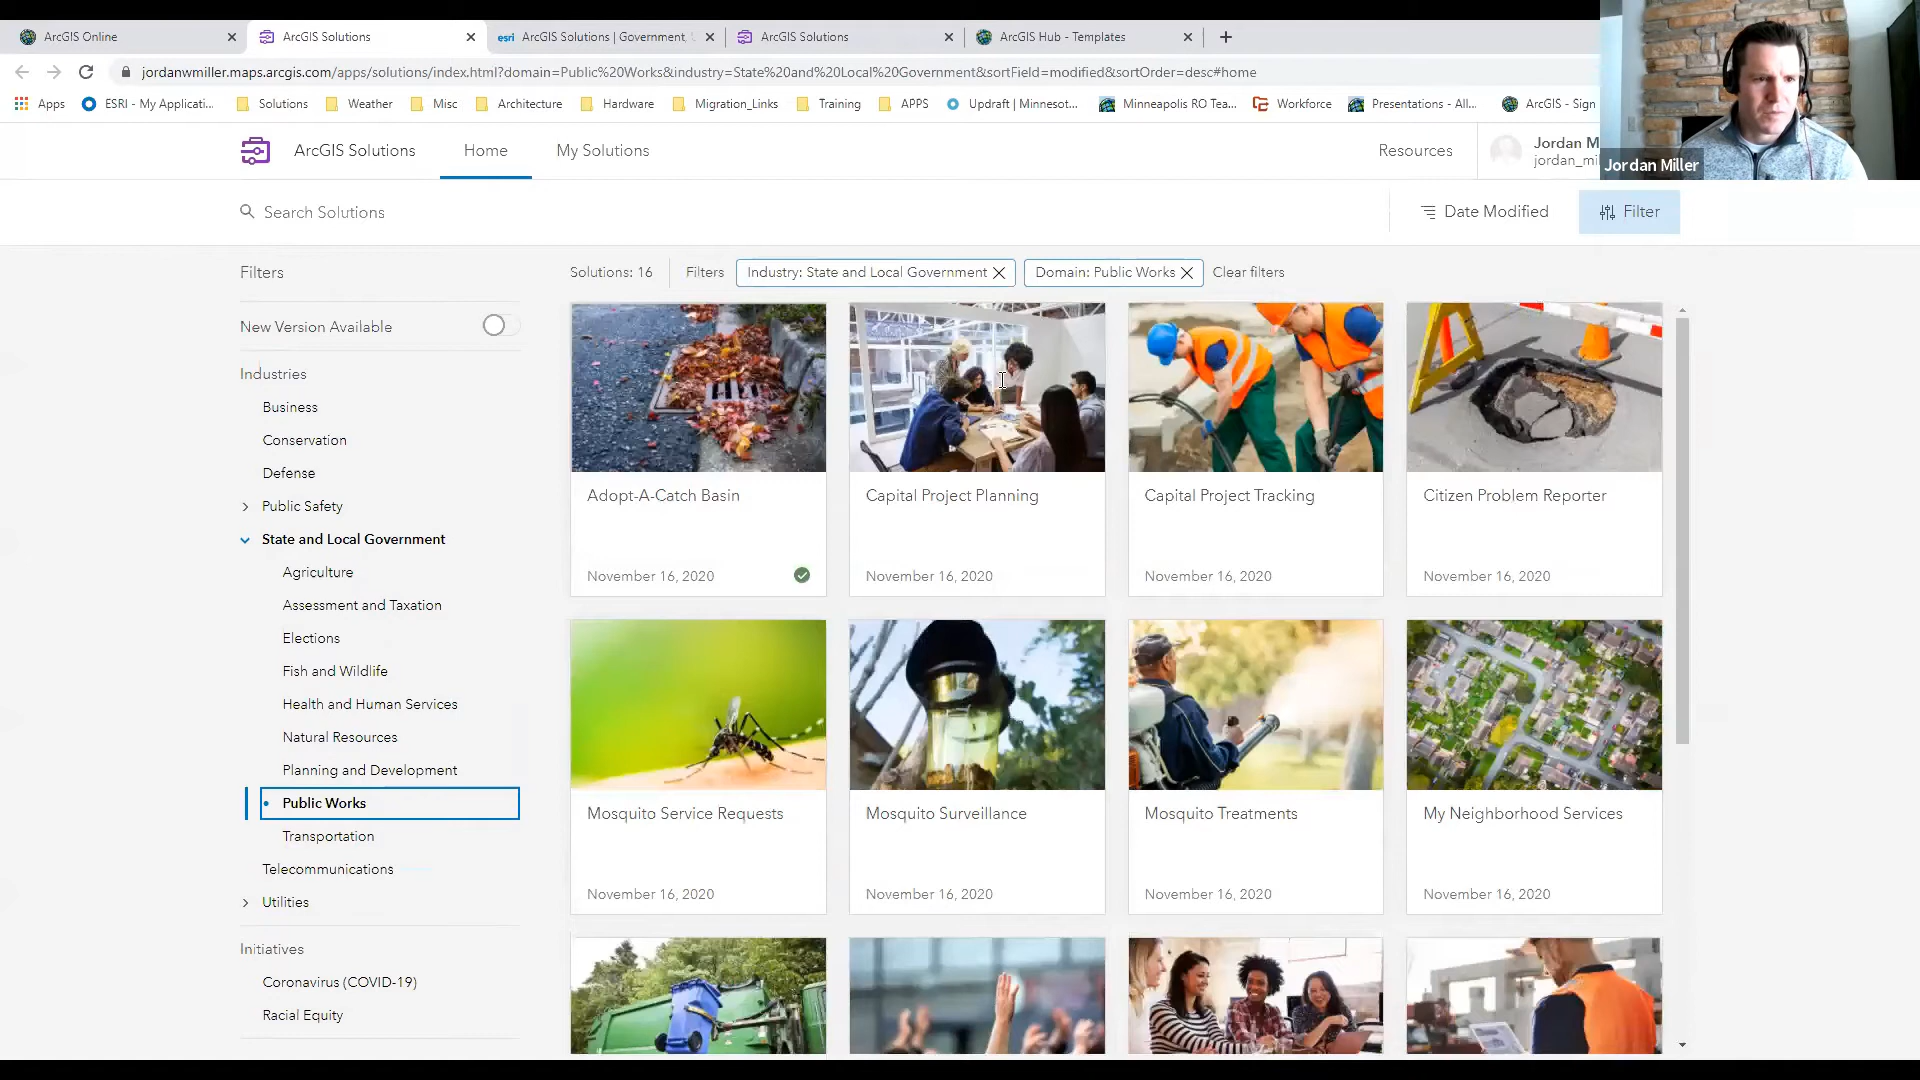 ArcGIS Online
ArcGIS Solutions
esri ArcGIS Solutions | Government,
ArcGIS Solutions
ArcGIS Hub - Templates
jordanwmiller.maps.arcgis.com/apps/solutions/index.html?domain=Public%20Works&industry=State%20and%20Local%20Government&sortField=modified&sortOrder=desc#home
Apps
ESRI - My Applicati...
Solutions
Weather
Misc
Architecture
Hardware
Migration_Links
Training
APPS
Updraft | Minnesot...
Minneapolis RO Tea...
Workforce
Presentations - All...
ArcGIS - Sign
ArcGIS Solutions
Home
My Solutions
Resources
Jordan M
jordan_mi
Jordan Miller
Search Solutions
Date Modified
Filter
Filters
Solutions: 16
Filters
Industry: State and Local Government
Domain: Public Works
Clear filters
New Version Available
Industries
Business
Conservation
Defense
Public Safety
State and Local Government
Agriculture
Assessment and Taxation
Elections
Fish and Wildlife
Health and Human Services
Natural Resources
Planning and Development
Public Works
Transportation
Telecommunications
Utilities
Initiatives
Coronavirus (COVID-19)
Racial Equity
Adopt-A-Catch Basin
November 16, 2020
Capital Project Planning
November 16, 2020
Capital Project Tracking
November 16, 2020
Citizen Problem Reporter
November 16, 2020
Mosquito Service Requests
November 16, 2020
Mosquito Surveillance
November 16, 2020
Mosquito Treatments
November 16, 2020
My Neighborhood Services
November 16, 2020